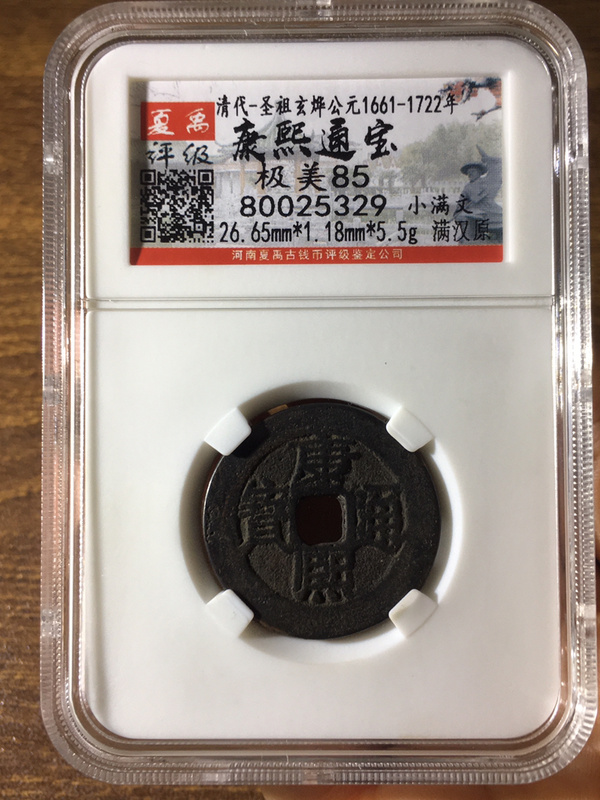 清代-圣祖玄烨公元1661-1722年
夏禹
评级
康熙通宝
极美85
80025329 小满文
26.65mm*1.18mm*5.5g 满汉原
河南夏禹古钱币评级鉴定公司
康熙通寶